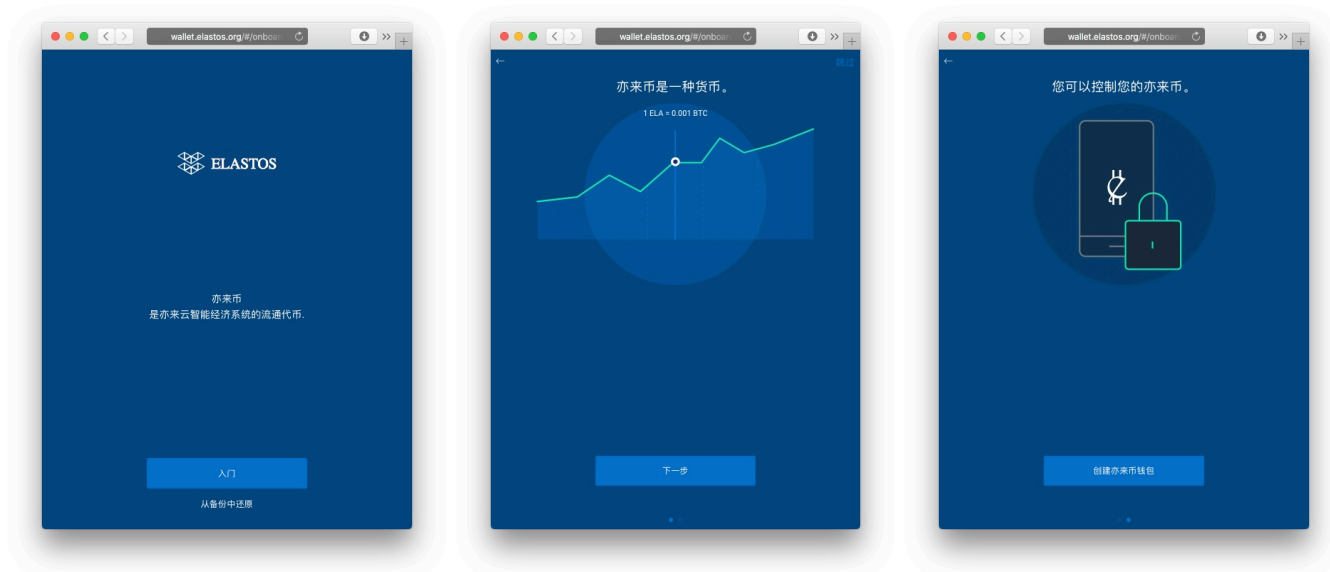 wallet.elastos.org/#/onboar
ELASTOS
亦来币
是亦来云智能经济系统的流通代币.
入门
从备份中还原
wallet.elastos.org/#/onboar
跳过
亦来币是一种货币。
1 ELA = 0.001 BTC
下一步
wallet.elastos.org/#/onboar
您可以控制您的亦来币。
创建亦来币钱包